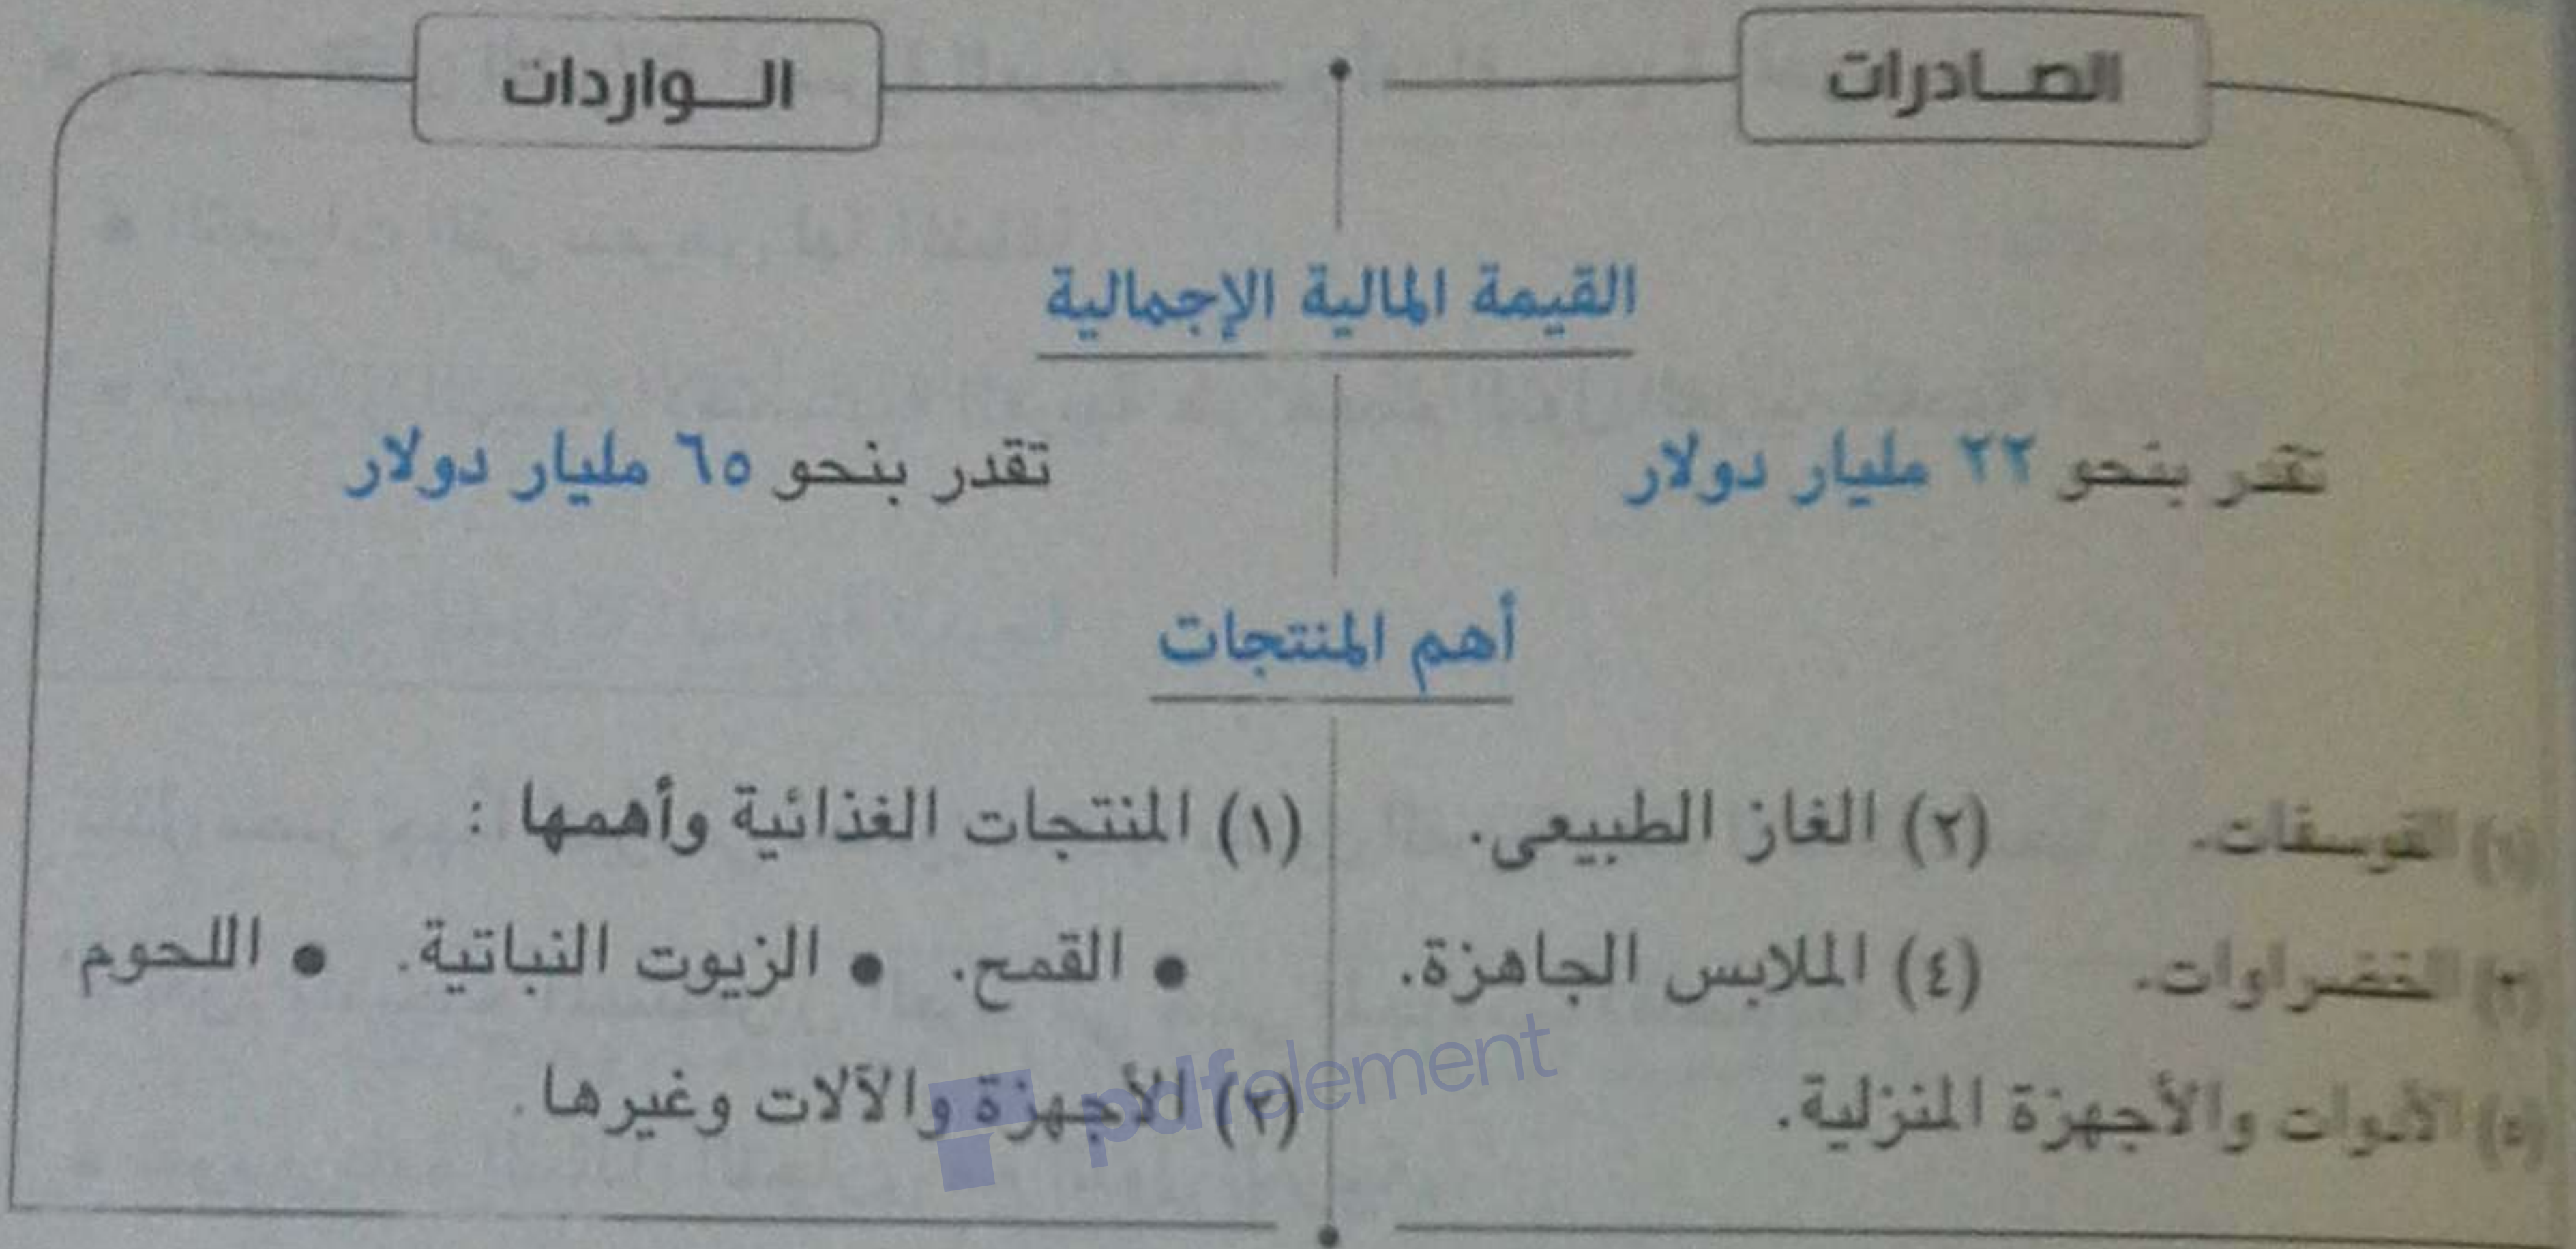 الصادرات
الواردات
القيمة المالية الإجمالية
تقدر بنحو ٢٢ مليار دولار
تقدر بنحو ٦٥ مليار دولار
أهم المنتجات
(١) الفوسفات. (٢) الغاز الطبيعى.
(٣) الخضراوات. (٤) الملابس الجاهزة.
(٥) الأدوات والأجهزة المنزلية.
(١) المنتجات الغذائية وأهمها :
• القمح. • الزيوت النباتية. • اللحوم
(٢) الأجهزة والآلات وغيرها.
pdfelement